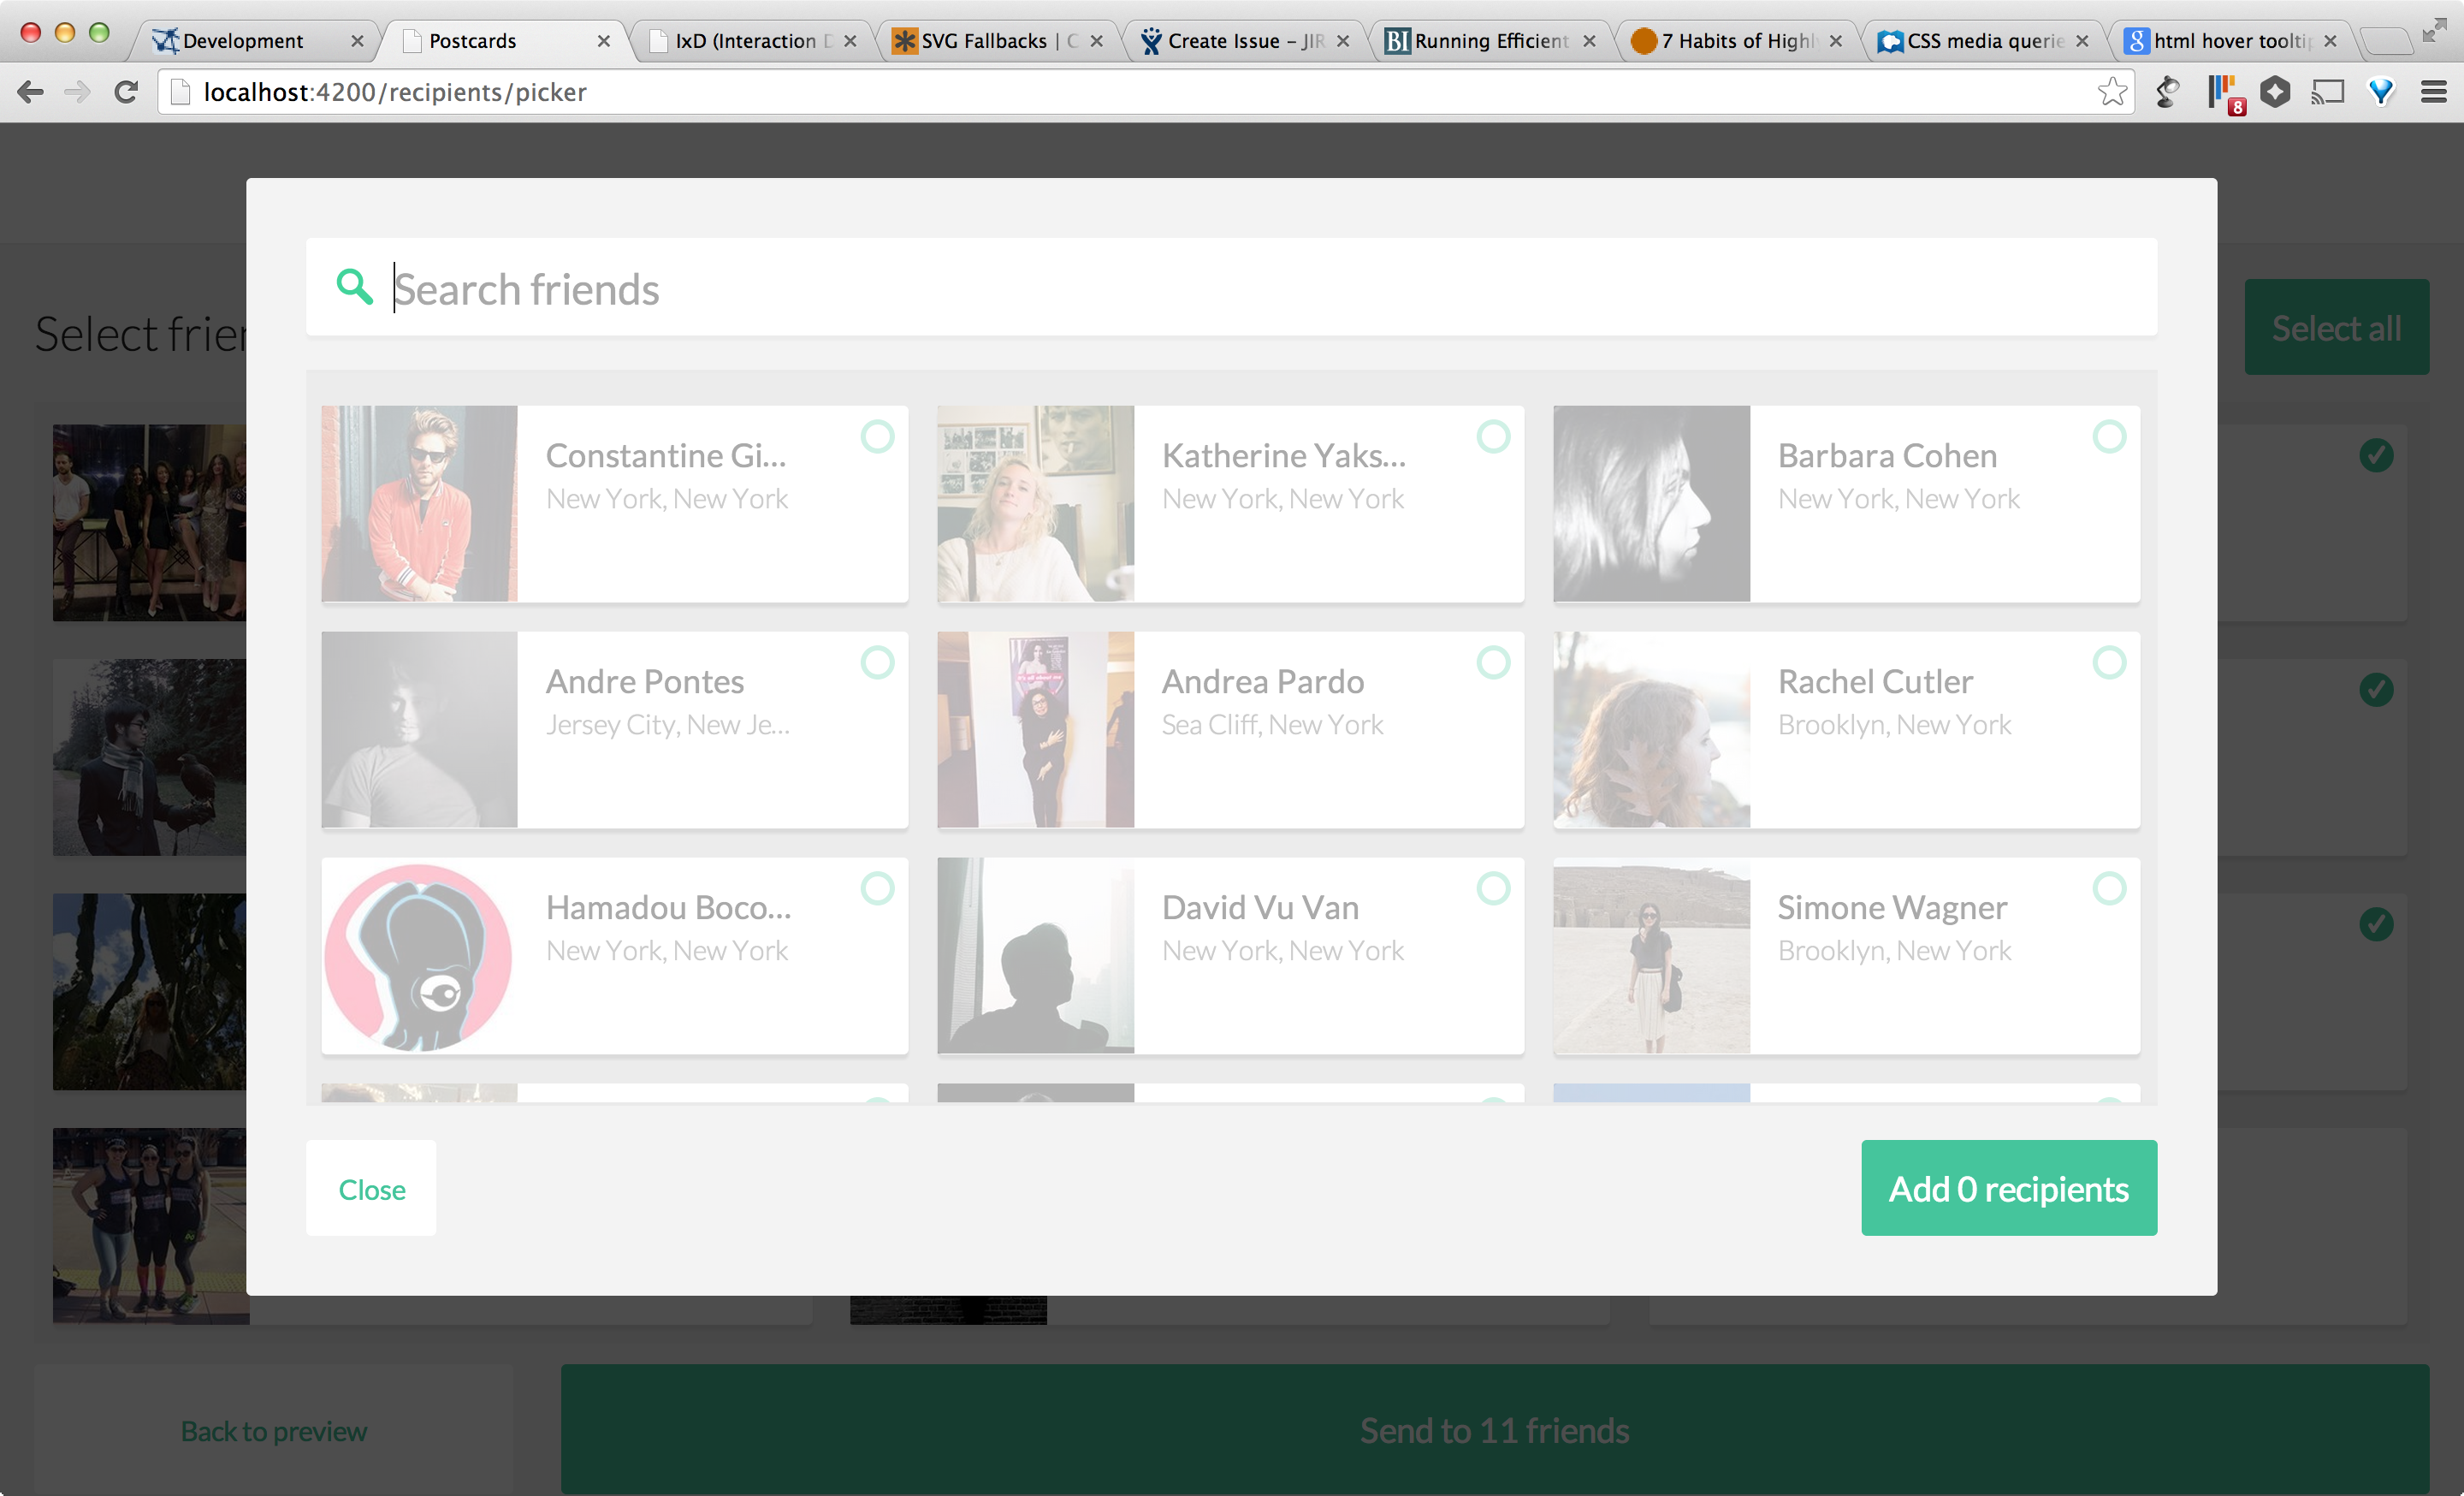 Development
Postcards
IxD (Interaction D
SVG Fallbacks | C
Create Issue – JIR
BI Running Efficient
7 Habits of Highl
CSS media querie
g html hover tooltip
localhost:4200/recipients/picker
8
Search friends
Select frien
Select all
Constantine Gi...
New York, New York
Katherine Yaks...
New York, New York
Barbara Cohen
New York, New York
Andre Pontes
Jersey City, New Je...
Andrea Pardo
Sea Cliff, New York
Rachel Cutler
Brooklyn, New York
Hamadou Boco...
New York, New York
David Vu Van
New York, New York
Simone Wagner
Brooklyn, New York
Close
Add 0 recipients
Back to preview
Send to 11 friends